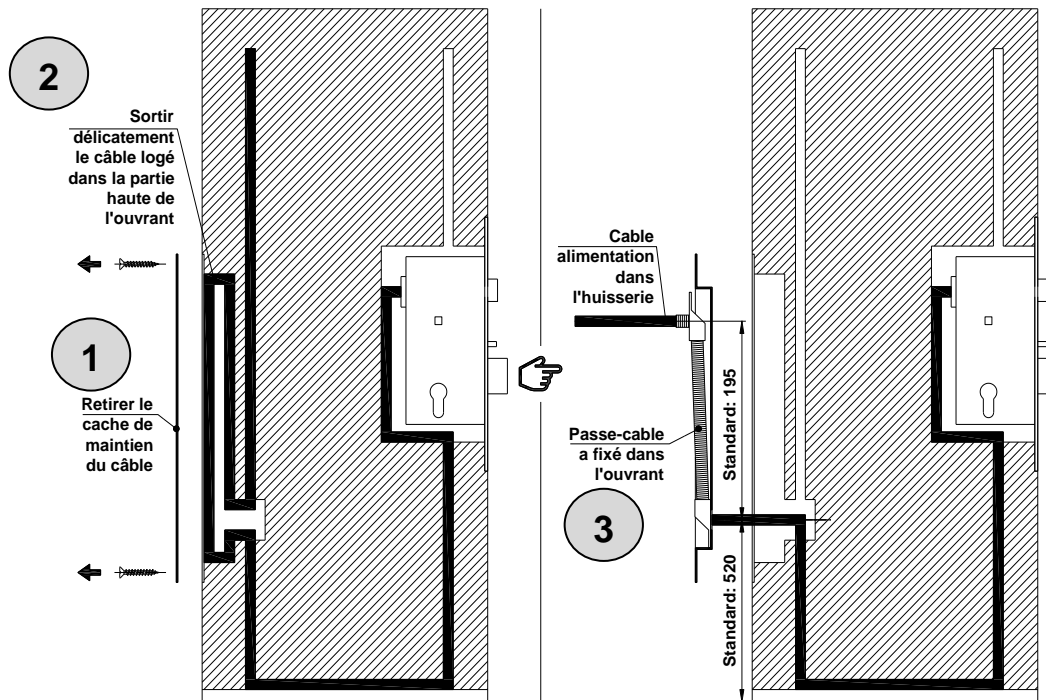 2
Sortir
délicatement
le câble logé
dans la partie
haute de
l'ouvrant
1
Retirer le
cache de
maintien
du câble
Cable
alimentation
dans
l'huisserie
Passe-cable
a fixé dans
l'ouvrant
3
Standard: 195
Standard: 520